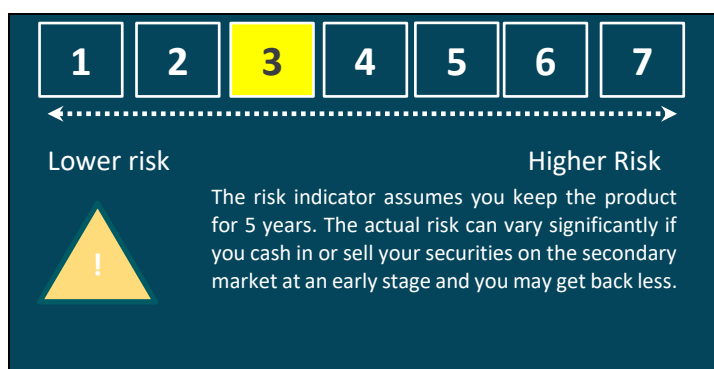 1 2 3 4 5 6 7
Lower risk Higher Risk
The risk indicator assumes you keep the product
for 5 years. The actual risk can vary significantly if
you cash in or sell your securities on the secondary
market at an early stage and you may get back less.
!